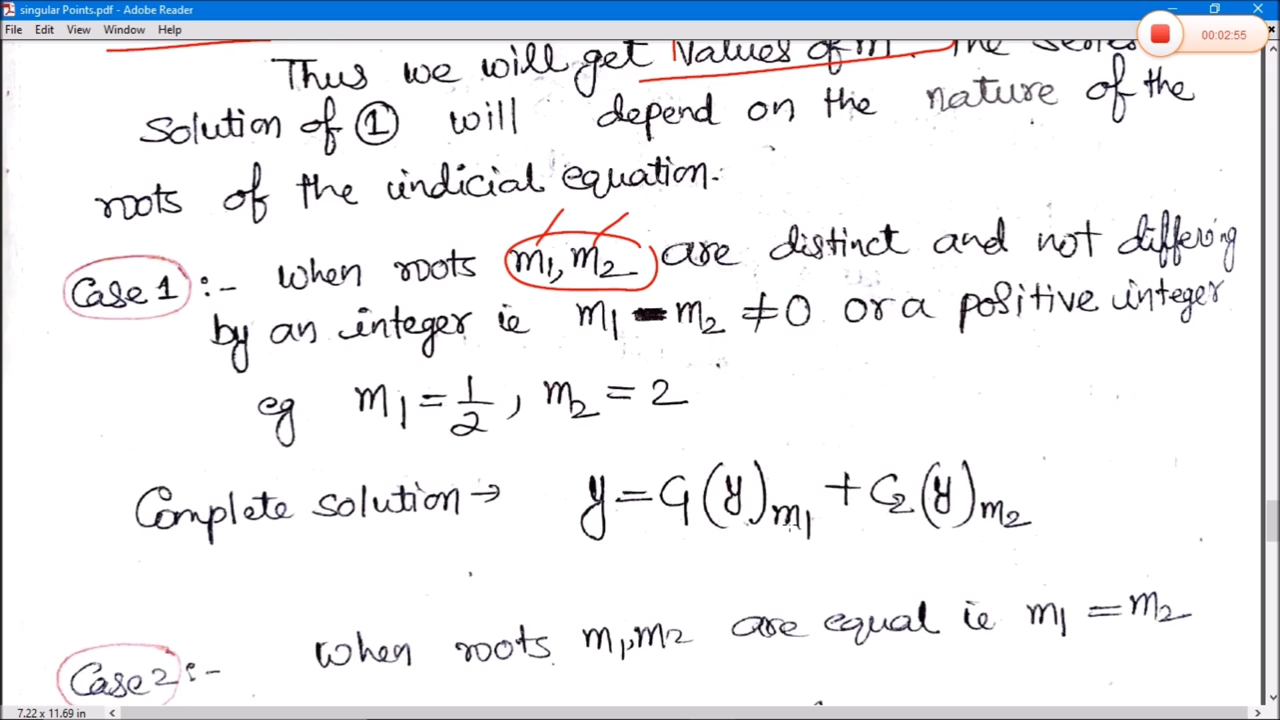 singular Points.pdf - Adobe Reader
File Edit View Window Help
00:02:55
Thus we will get Values of m. The series
Solution of ① will depend on the nature of the
roots of the indicial equation.
Case 1 :- When roots m1, m2 are distinct and not differing
by an integer ie m1 - m2 ≠ 0 or a positive integer
eg m1 = 1/2, m2 = 2
Complete solution → y = C1 (y)m1 + C2 (y)m2
Case 2 :- When roots m1, m2 are equal ie m1 = m2
7.22 x 11.69 in